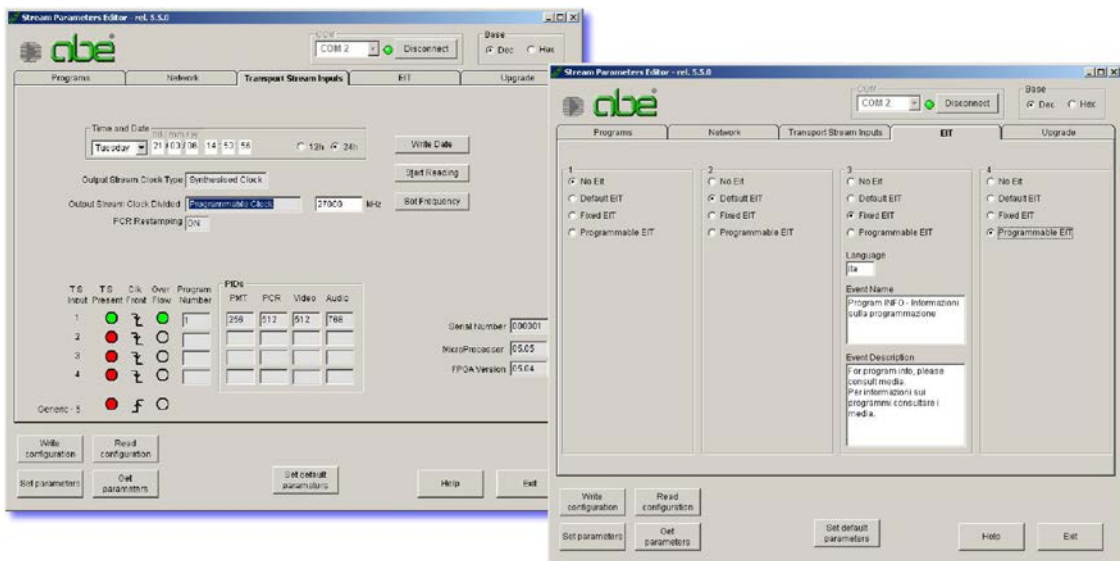 Stream Parameters Editor - rel. 5.5.0
abe
COM
COM 2
Disconnect
Base
Dec
Hex
Programs
Network
Transport Stream Inputs
EIT
Upgrade
Time and Date
dd / mm / yy
Tuesday
21 / 03 / 06 14 : 53 : 56
12h
24h
Write Date
Output Stream Clock Type
Synthesised Clock
Start Reading
Output Stream Clock Divided
Programmable Clock
27000
kHz
Set Frequency
PCR Restamping
ON
TS Input
TS Present
Clk Front
Over Flow
Program Number
PIDs
PMT
PCR
Video
Audio
1
1
256
512
512
768
2
3
4
Generic - 5
Serial Number
000001
MicroProcessor
05.05
FPGA Version
05.04
Write configuration
Read configuration
Set parameters
Get parameters
Set default parameters
Help
Exit
Stream Parameters Editor - rel. 5.5.0
abe
COM
COM 2
Disconnect
Base
Dec
Hex
Programs
Network
Transport Stream Inputs
EIT
Upgrade
1
No Eit
Default EIT
Fixed EIT
Programmable EIT
2
No Eit
Default EIT
Fixed EIT
Programmable EIT
3
No Eit
Default EIT
Fixed EIT
Programmable EIT
Language
ita
Event Name
Program INFO - Informazioni
sulla programmazione
Event Description
For program info, please
consult media.
Per informazioni sui
programmi consultare i
media.
4
No Eit
Default EIT
Fixed EIT
Programmable EIT
Write configuration
Read configuration
Set parameters
Get parameters
Set default parameters
Help
Exit